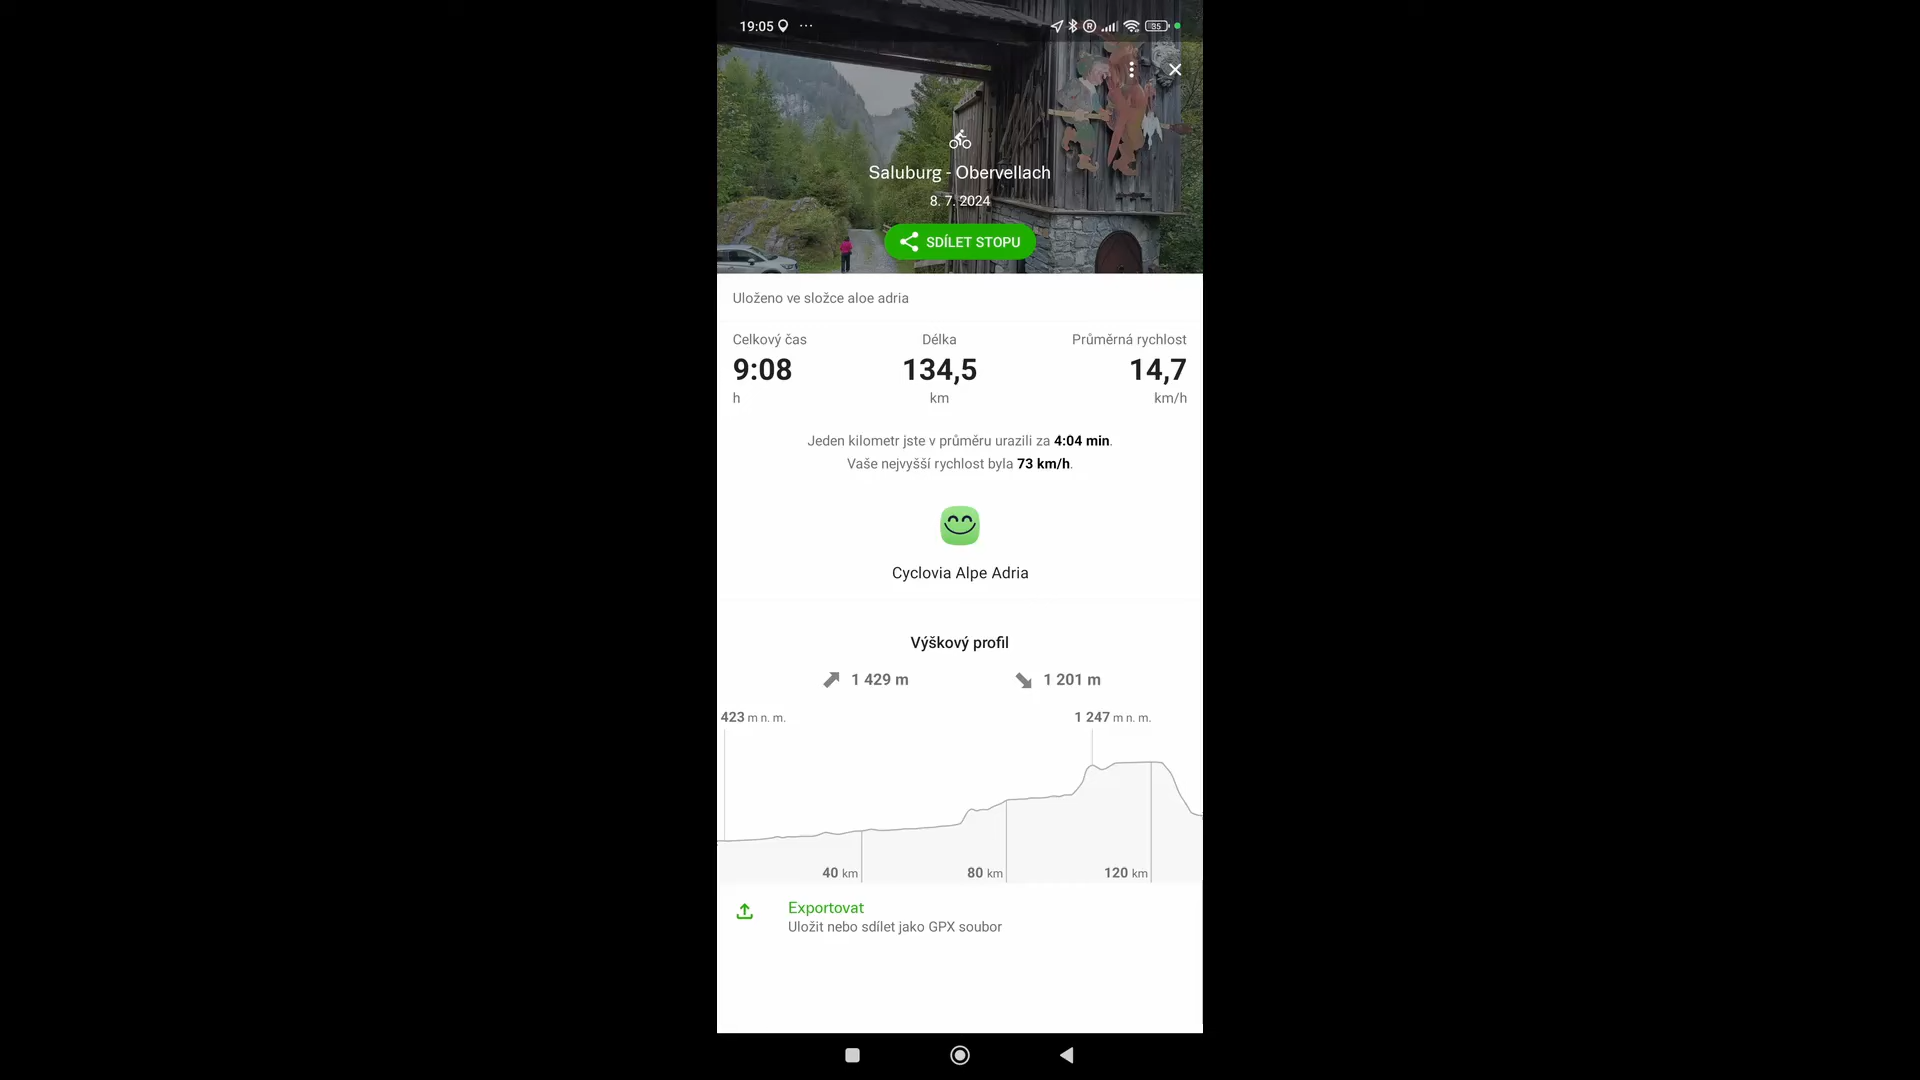 19:05
35
Saluburg - Obervellach
8. 7. 2024
SDÍLET STOPU
Uloženo ve složce aloe adria
Celkový čas Délka Průměrná rychlost
9:08 134,5 14,7
h km km/h
Jeden kilometr jste v průměru urazili za 4:04 min.
Vaše nejvyšší rychlost byla 73 km/h.
Cyclovia Alpe Adria
Výškový profil
1 429 m 1 201 m
423 m n. m. 1 247 m n. m.
40 km 80 km 120 km
Exportovat
Uložit nebo sdílet jako GPX soubor